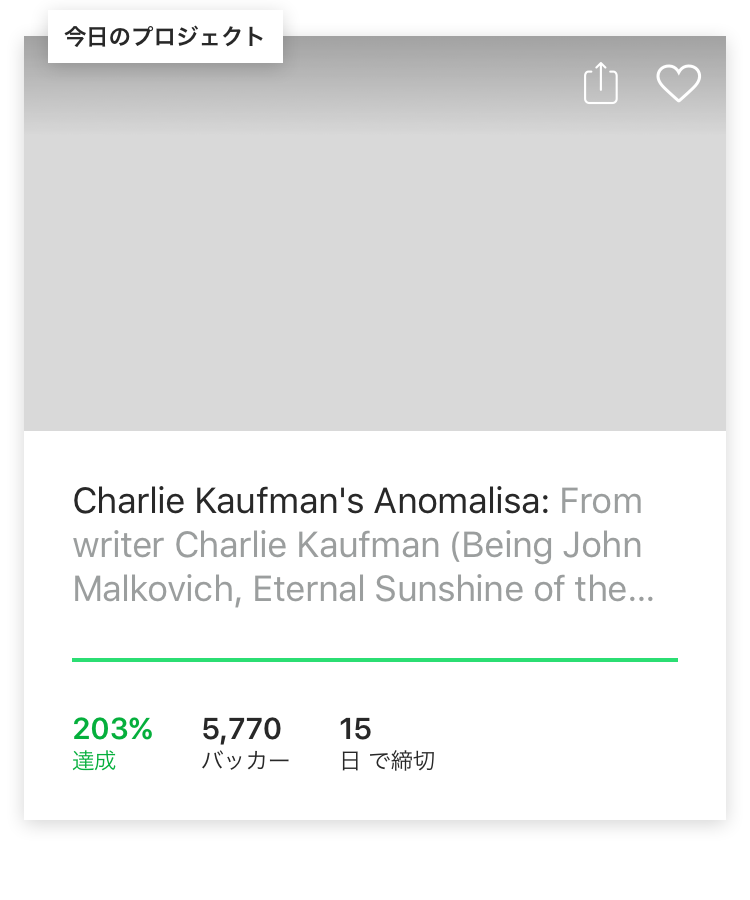 今日のプロジェクト
Charlie Kaufman's Anomalisa: From
writer Charlie Kaufman (Being John
Malkovich, Eternal Sunshine of the...
203% 5,770 15
達成 バッカー 日 で締切